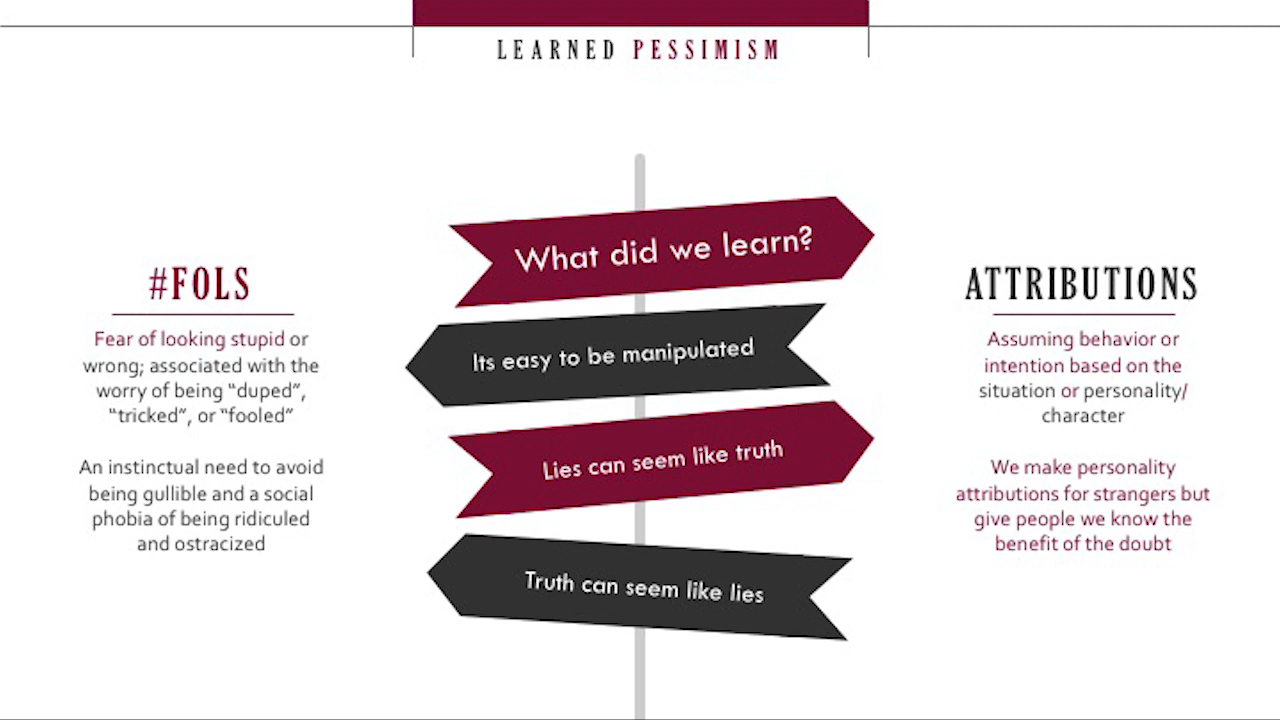 LEARNED PESSIMISM
#FOLS
Fear of looking stupid or
wrong; associated with the
worry of being “duped”,
“tricked”, or “fooled”
An instinctual need to avoid
being gullible and a social
phobia of being ridiculed
and ostracized
What did we learn?
Its easy to be manipulated
Lies can seem like truth
Truth can seem like lies
ATTRIBUTIONS
Assuming behavior or
intention based on the
situation or personality/
character
We make personality
attributions for strangers but
give people we know the
benefit of the doubt